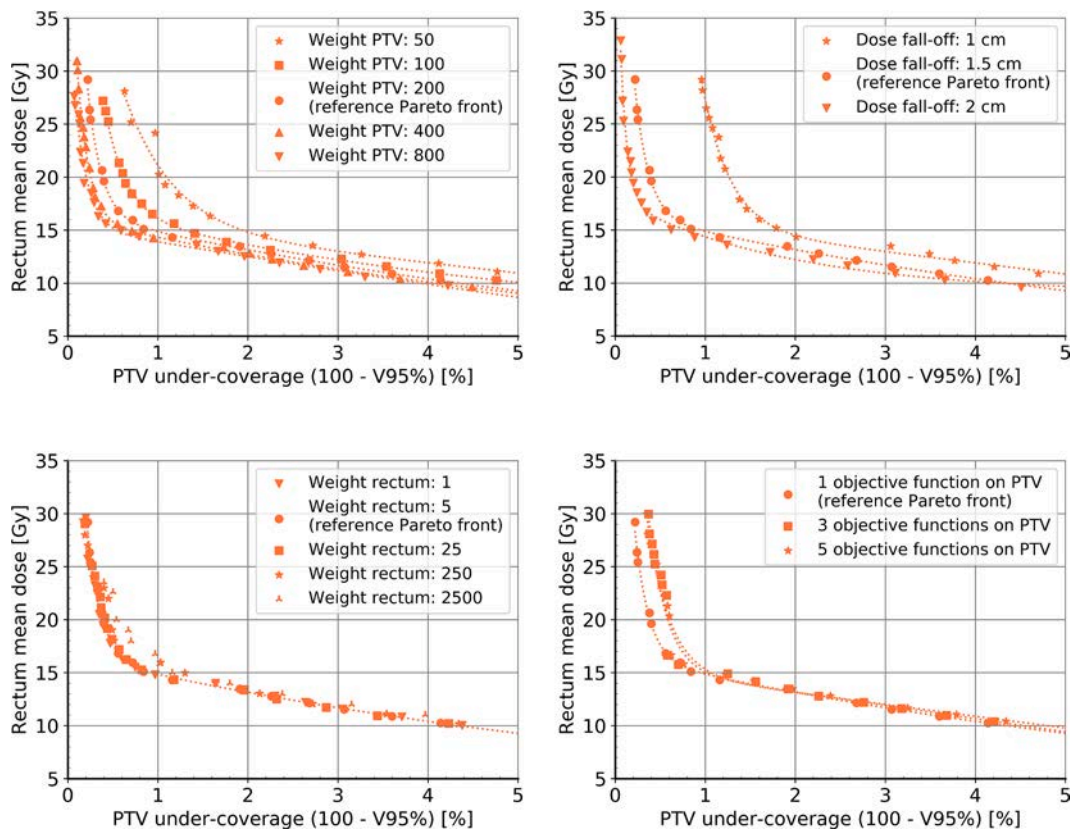 35
30
25
20
15
10
5
Rectum mean dose [Gy]
Weight PTV: 50
Weight PTV: 100
Weight PTV: 200
(reference Pareto front)
Weight PTV: 400
Weight PTV: 800
0 1 2 3 4 5
PTV under-coverage (100 - V95%) [%]
35
30
25
20
15
10
5
Rectum mean dose [Gy]
Dose fall-off: 1 cm
Dose fall-off: 1.5 cm
(reference Pareto front)
Dose fall-off: 2 cm
0 1 2 3 4 5
PTV under-coverage (100 - V95%) [%]
35
30
25
20
15
10
5
Rectum mean dose [Gy]
Weight rectum: 1
Weight rectum: 5
(reference Pareto front)
Weight rectum: 25
Weight rectum: 250
Weight rectum: 2500
0 1 2 3 4 5
PTV under-coverage (100 - V95%) [%]
35
30
25
20
15
10
5
Rectum mean dose [Gy]
1 objective function on PTV
(reference Pareto front)
3 objective functions on PTV
5 objective functions on PTV
0 1 2 3 4 5
PTV under-coverage (100 - V95%) [%]